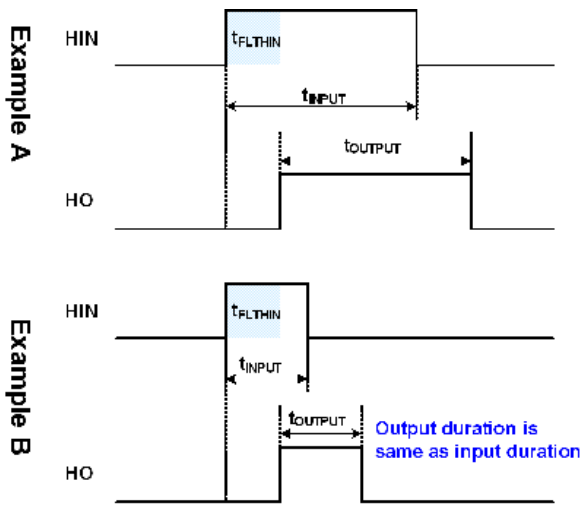 Example A
HIN
tFLTHIN
tINPUT
tOUTPUT
HO
Example B
HIN
tFLTHIN
tINPUT
tOUTPUT
Output duration is
same as input duration
HO